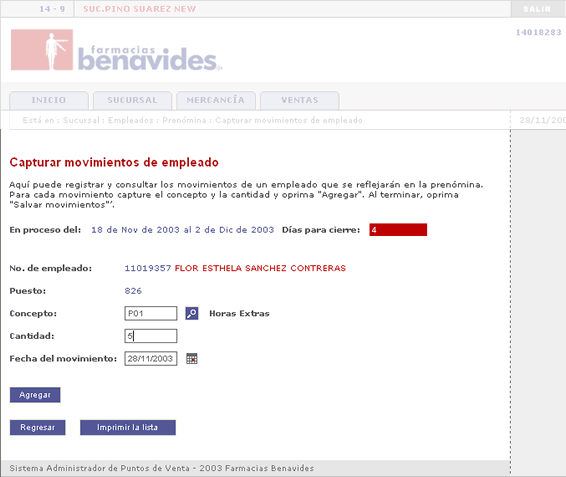 14 - 9 SUC.PINO SUAREZ NEW SALIR
14018283
farmacias
benavides
INICIO SUCURSAL MERCANCÍA VENTAS
Está en : Sucursal : Empleados : Prenómina : Capturar movimientos de empleado 28/11/200
Capturar movimientos de empleado
Aquí puede registrar y consultar los movimientos de un empleado que se reflejarán en la prenómina.
Para cada movimiento capture el concepto y la cantidad y oprima "Agregar". Al terminar, oprima
"Salvar movimientos"'.
En proceso del: 18 de Nov de 2003 al 2 de Dic de 2003 Días para cierre: 4
No. de empleado: 11019357 FLOR ESTHELA SANCHEZ CONTRERAS
Puesto: 826
Concepto: P01 Horas Extras
Cantidad: 5
Fecha del movimiento: 28/11/2003
Agregar
Regresar Imprimir la lista
Sistema Administrador de Puntos de Venta - 2003 Farmacias Benavides